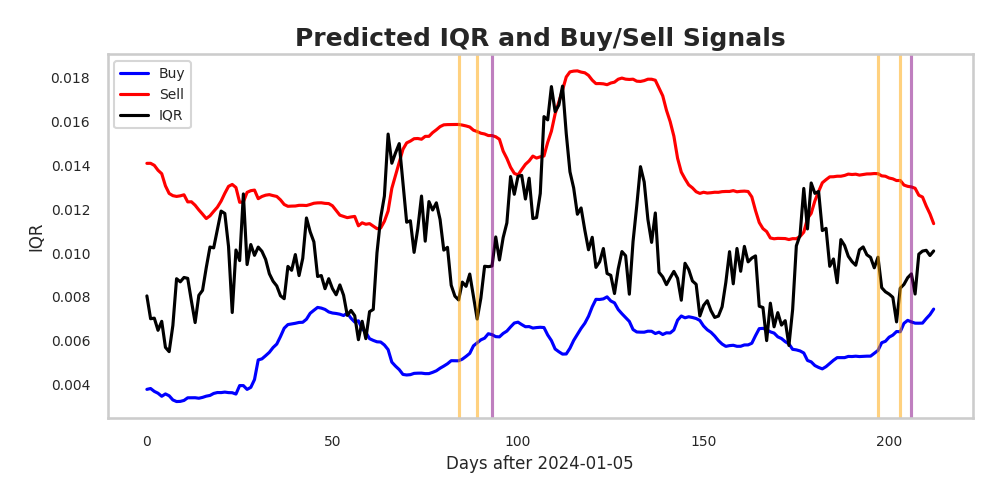 Predicted IQR and Buy/Sell Signals
Buy
Sell
IQR
0.018
0.016
0.014
0.012
0.010
0.008
0.006
0.004
IQR
0 50 100 150 200
Days after 2024-01-05